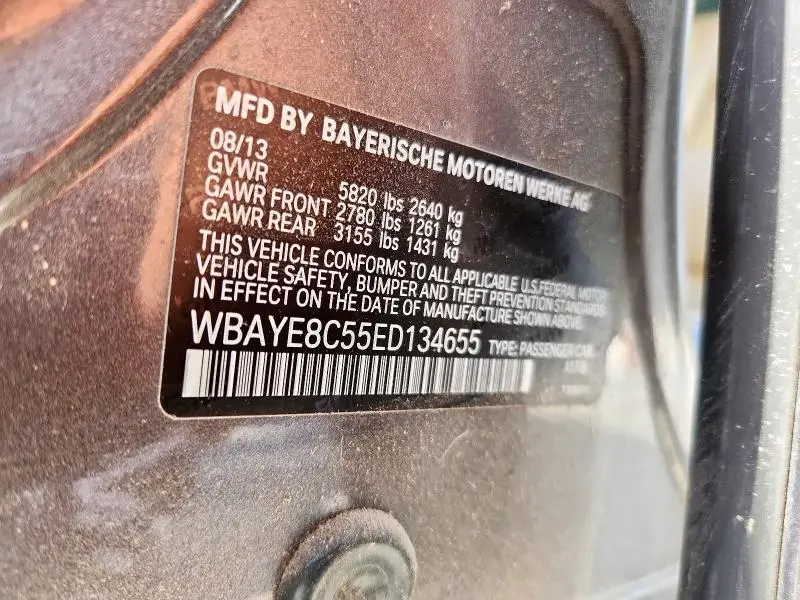 MFD BY BAYERISCHE MOTOREN WERKE AG
08/13
GVWR 5820 lbs 2640 kg
GAWR FRONT 2780 lbs 1261 kg
GAWR REAR 3155 lbs 1431 kg
THIS VEHICLE CONFORMS TO ALL APPLICABLE U.S.FEDERAL MOTOR
VEHICLE SAFETY, BUMPER AND THEFT PREVENTION STANDARDS
IN EFFECT ON THE DATE OF MANUFACTURE SHOWN ABOVE.
WBAYE8C55ED134655 TYPE: PASSENGER CAR